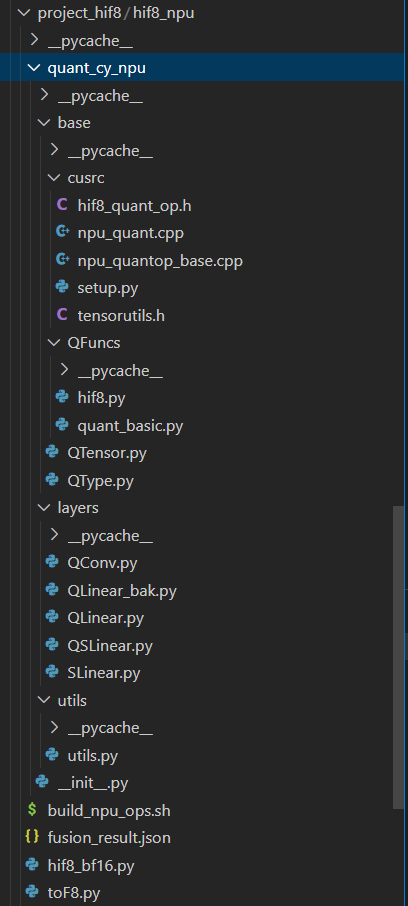 project_hif8 / hif8_npu
__pycache__
quant_cy_npu
__pycache__
base
__pycache__
cusrc
C hif8_quant_op.h
C++ npu_quant.cpp
C++ npu_quantop_base.cpp
setup.py
C tensorutils.h
QFuncs
__pycache__
hif8.py
quant_basic.py
QTensor.py
QType.py
layers
__pycache__
QConv.py
QLinear_bak.py
QLinear.py
QSLinear.py
SLinear.py
utils
__pycache__
utils.py
__init__.py
$ build_npu_ops.sh
{} fusion_result.json
hif8_bf16.py
toF8.py